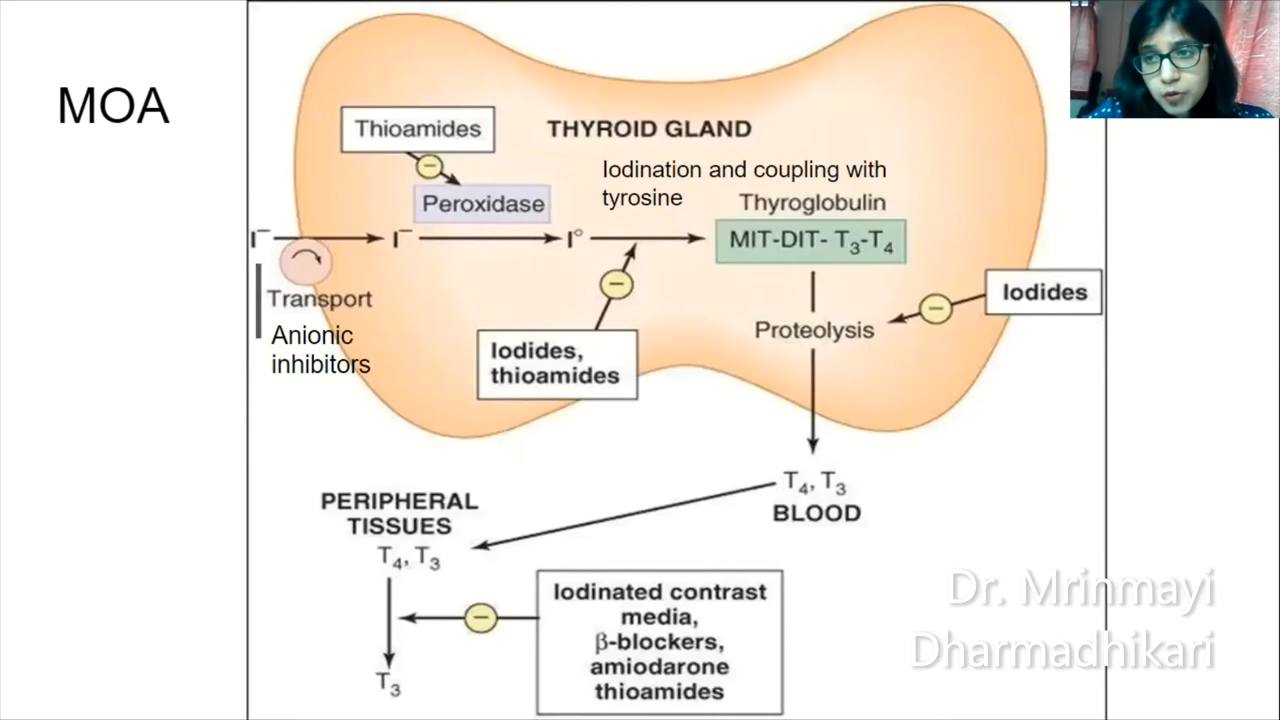 MOA
Thioamides
THYROID GLAND
Iodination and coupling with
tyrosine
Peroxidase
Thyroglobulin
I⁻
I⁻
I°
MIT-DIT- T₃-T₄
Transport
Anionic
inhibitors
Iodides,
thioamides
Iodides
Proteolysis
T₄, T₃
BLOOD
PERIPHERAL
TISSUES
T₄, T₃
Iodinated contrast
media,
β-blockers,
amiodarone
thioamides
T₃
Dr. Mrinmayi
Dharmadhikari